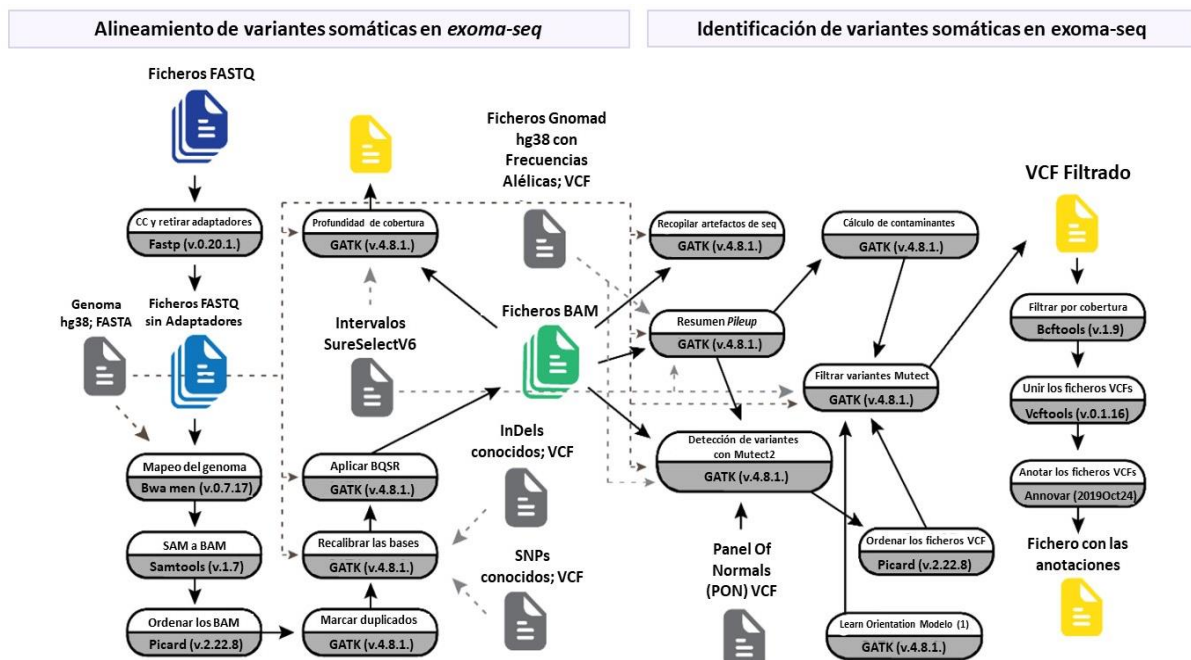 Alineamiento de variantes somáticas en exoma-seq
Identificación de variantes somáticas en exoma-seq
Ficheros FASTQ
CC y retirar adaptadores
Fastp (v.0.20.1.)
Genoma
hg38; FASTA
Ficheros FASTQ
sin Adaptadores
Mapeo del genoma
Bwa men (v.0.7.17)
SAM a BAM
Samtools (v.1.7)
Ordenar los BAM
Picard (v.2.22.8)
Profundidad de cobertura
GATK (v.4.8.1.)
Intervalos
SureSelectV6
Aplicar BQSR
GATK (v.4.8.1.)
Recalibrar las bases
GATK (v.4.8.1.)
Marcar duplicados
GATK (v.4.8.1.)
Ficheros Gnomad
hg38 con
Frecuencias
Alélicas; VCF
Ficheros BAM
InDels
conocidos; VCF
SNPs
conocidos; VCF
Recopilar artefactos de seq
GATK (v.4.8.1.)
Resumen Pileup
GATK (v.4.8.1.)
Detección de variantes
con Mutect2
GATK (v.4.8.1.)
Panel Of
Normals
(PON) VCF
Cálculo de contaminantes
GATK (v.4.8.1.)
Filtrar variantes Mutect
GATK (v.4.8.1.)
Ordenar los ficheros VCF
Picard (v.2.22.8)
Learn Orientation Modelo (1)
GATK (v.4.8.1.)
VCF Filtrado
Filtrar por cobertura
Bcftools (v.1.9)
Unir los ficheros VCFs
Vcftools (v.0.1.16)
Anotar los ficheros VCFs
Annovar (2019Oct24)
Fichero con las
anotaciones